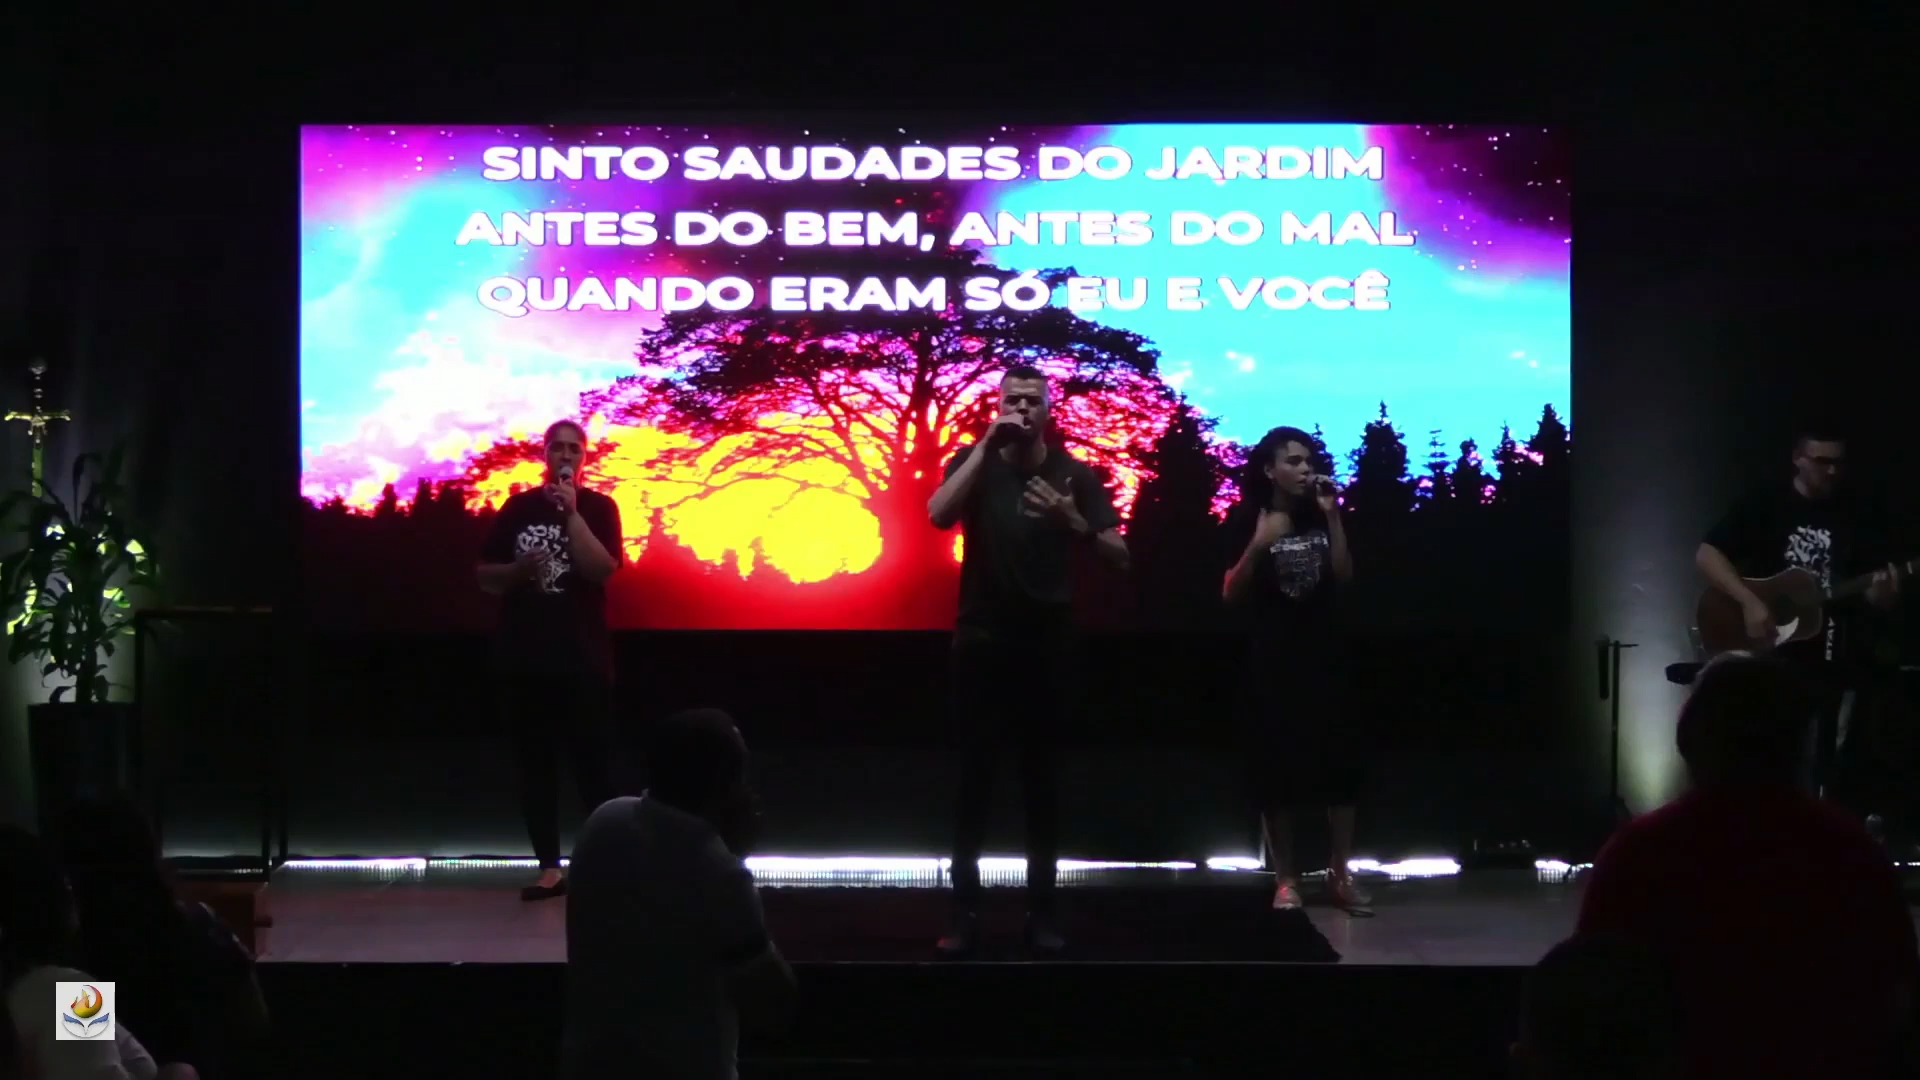 SINTO SAUDADES DO JARDIM
ANTES DO BEM, ANTES DO MAL
QUANDO ERAM SÓ EU E VOCÊ